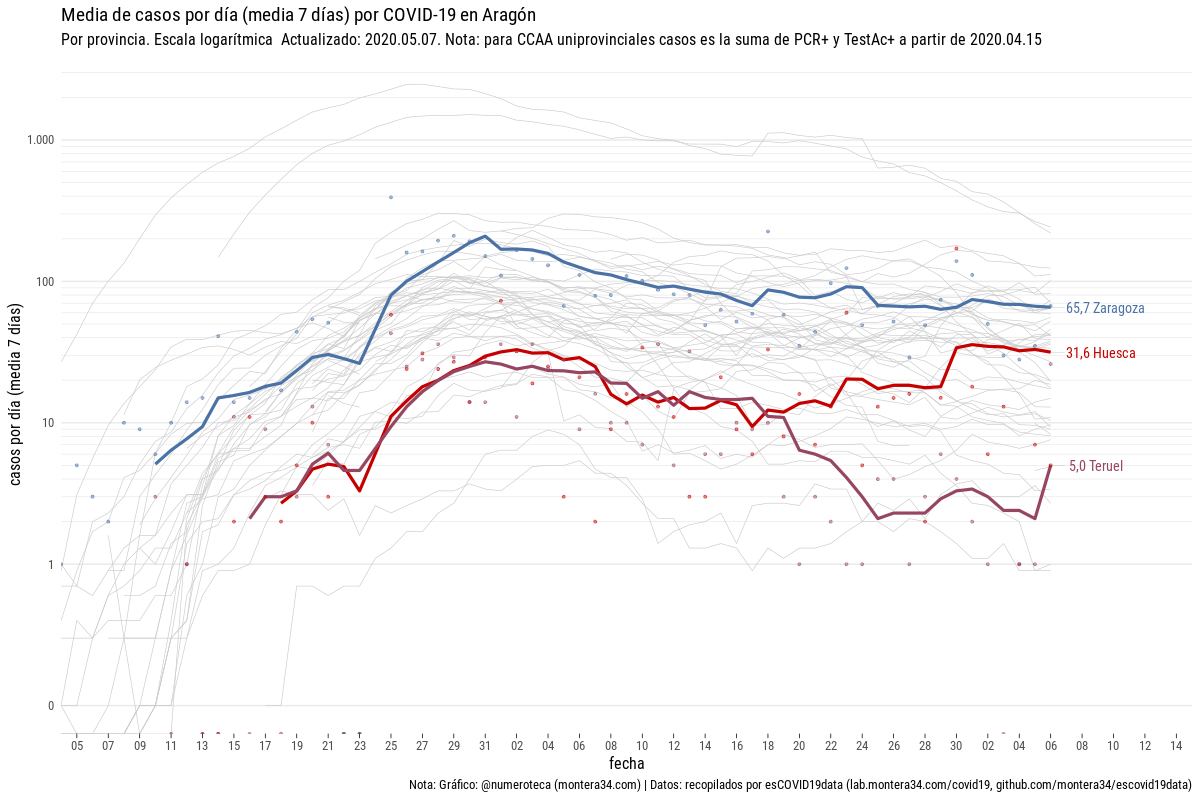 Media de casos por día (media 7 días) por COVID-19 en Aragón
Por provincia. Escala logarítmica  Actualizado: 2020.05.07. Nota: para CCAA uniprovinciales casos es la suma de PCR+ y TestAc+ a partir de 2020.04.15
casos por día (media 7 días)
1.000
100
10
1
0
65,7 Zaragoza
31,6 Huesca
5,0 Teruel
05 07 09 11 13 15 17 19 21 23 25 27 29 31 02 04 06 08 10 12 14 16 18 20 22 24 26 28 30 02 04 06 08 10 12 14
fecha
Nota: Gráfico: @numeroteca (montera34.com) | Datos: recopilados por esCOVID19data (lab.montera34.com/covid19, github.com/montera34/escovid19data)